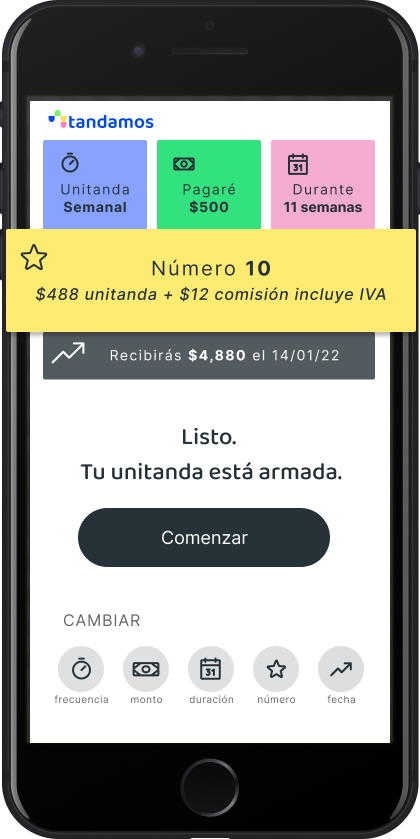 tandamos
Unitanda
Semanal
Pagaré
$500
31
Durante
11 semanas
Número 10
$488 unitanda + $12 comisión incluye IVA
Recibirás $4,880 el 14/01/22
Listo.
Tu unitanda está armada.
Comenzar
CAMBIAR
31
frecuencia monto duración número fecha